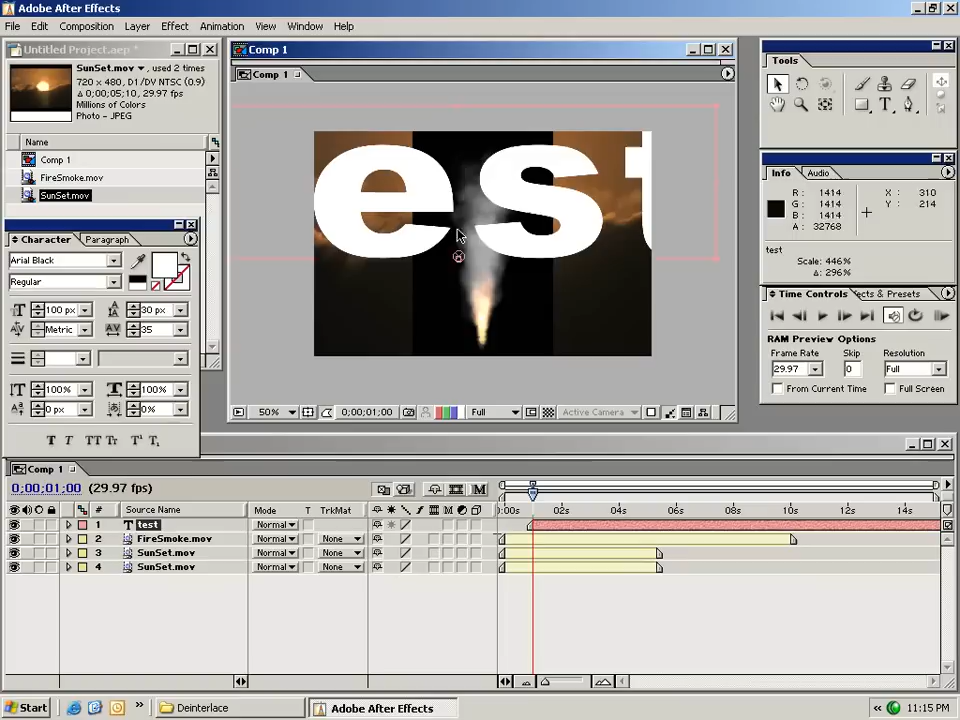 Adobe After Effects
File Edit Composition Layer Effect Animation View Window Help
Untitled Project.aep *
SunSet.mov ▼ , used 2 times
720 x 480, D1/DV NTSC (0.9)
Δ 0;00;05;10, 29.97 fps
Millions of Colors
Photo - JPEG
Name
Comp 1
FireSmoke.mov
SunSet.mov
Character Paragraph
Arial Black
Regular
100 px 30 px
Metric 35
100% 100%
0 px 0%
T T TT Tr T¹ T₁
Comp 1
Comp 1
est
50% 0;00;01;00 Full Active Camera
Tools
Info Audio
R : 1414 X : 310
G : 1414 Y : 214
B : 1414
A : 32768
test
Scale: 446%
Δ: 296%
Time Controls ffects & Presets
RAM Preview Options
Frame Rate Skip Resolution
29.97 0 Full
From Current Time Full Screen
Comp 1
0;00;01;00 (29.97 fps)
# Source Name Mode T TrkMat :00s 02s 04s 06s 08s 10s 12s 14s
1 T test Normal
2 FireSmoke.mov Normal None
3 SunSet.mov Normal None
4 SunSet.mov Normal None
Start Deinterlace Adobe After Effects 11:15 PM